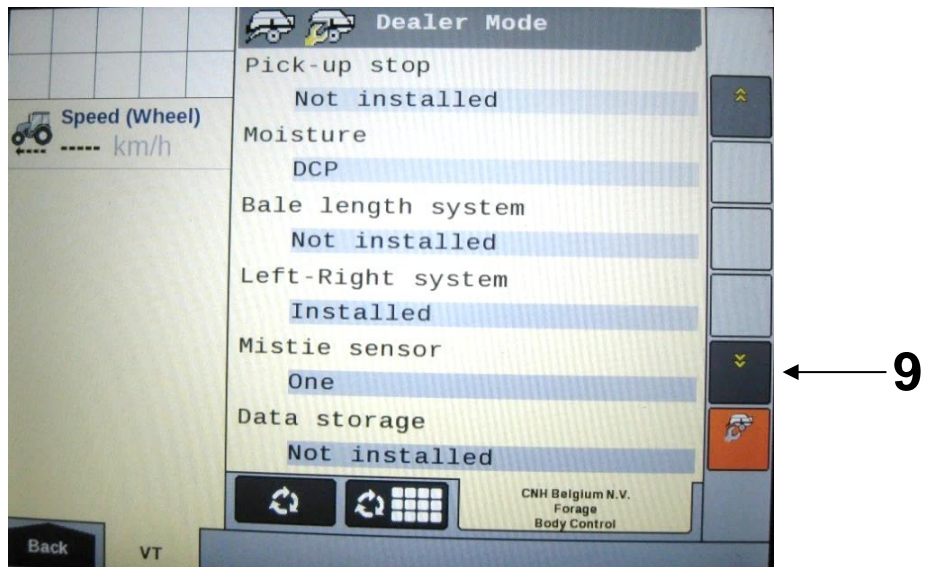 Dealer Mode
Pick-up stop
Not installed
Speed (Wheel)
----- km/h
Moisture
DCP
Bale length system
Not installed
Left-Right system
Installed
Mistie sensor
One
9
Data storage
Not installed
CNH Belgium N.V.
Forage
Body Control
Back
VT